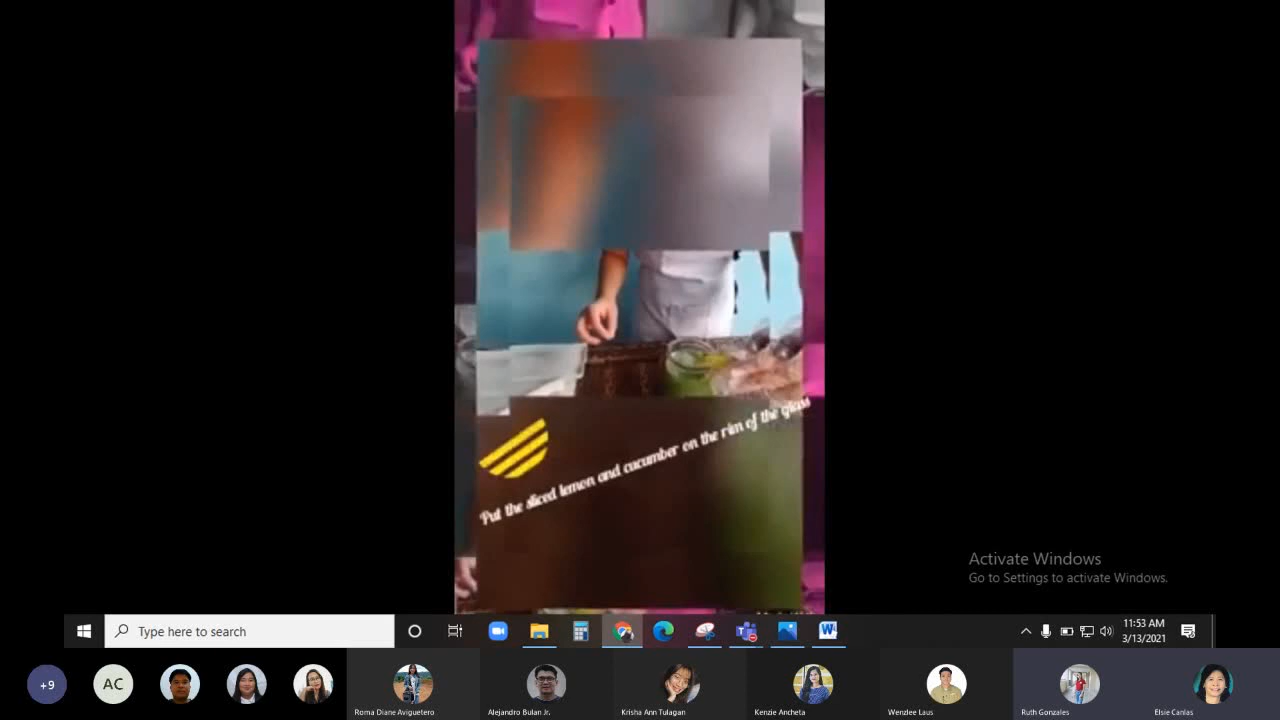 Put the sliced lemon and cucumber on the rim of the glass
Activate Windows
Go to Settings to activate Windows.
Type here to search
11:53 AM
3/13/2021
+9
AC
Roma Diane Aviguetero
Alejandro Bulan Jr.
Krisha Ann Tulagan
Kenzie Ancheta
Wenzlee Laus
Ruth Gonzales
Elsie Canlas